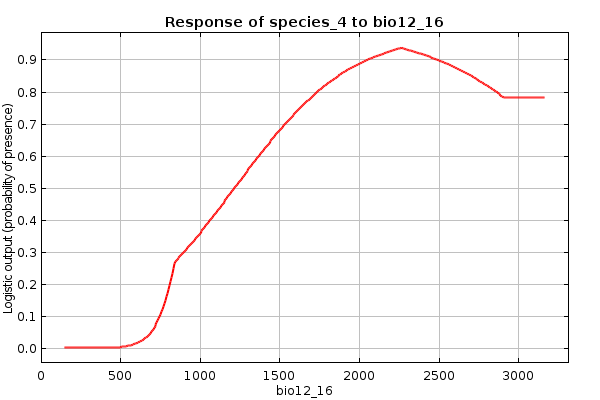 Response of species_4 to bio12_16
Logistic output (probability of presence)
0.9
0.8
0.7
0.6
0.5
0.4
0.3
0.2
0.1
0.0
0 500 1000 1500 2000 2500 3000
bio12_16